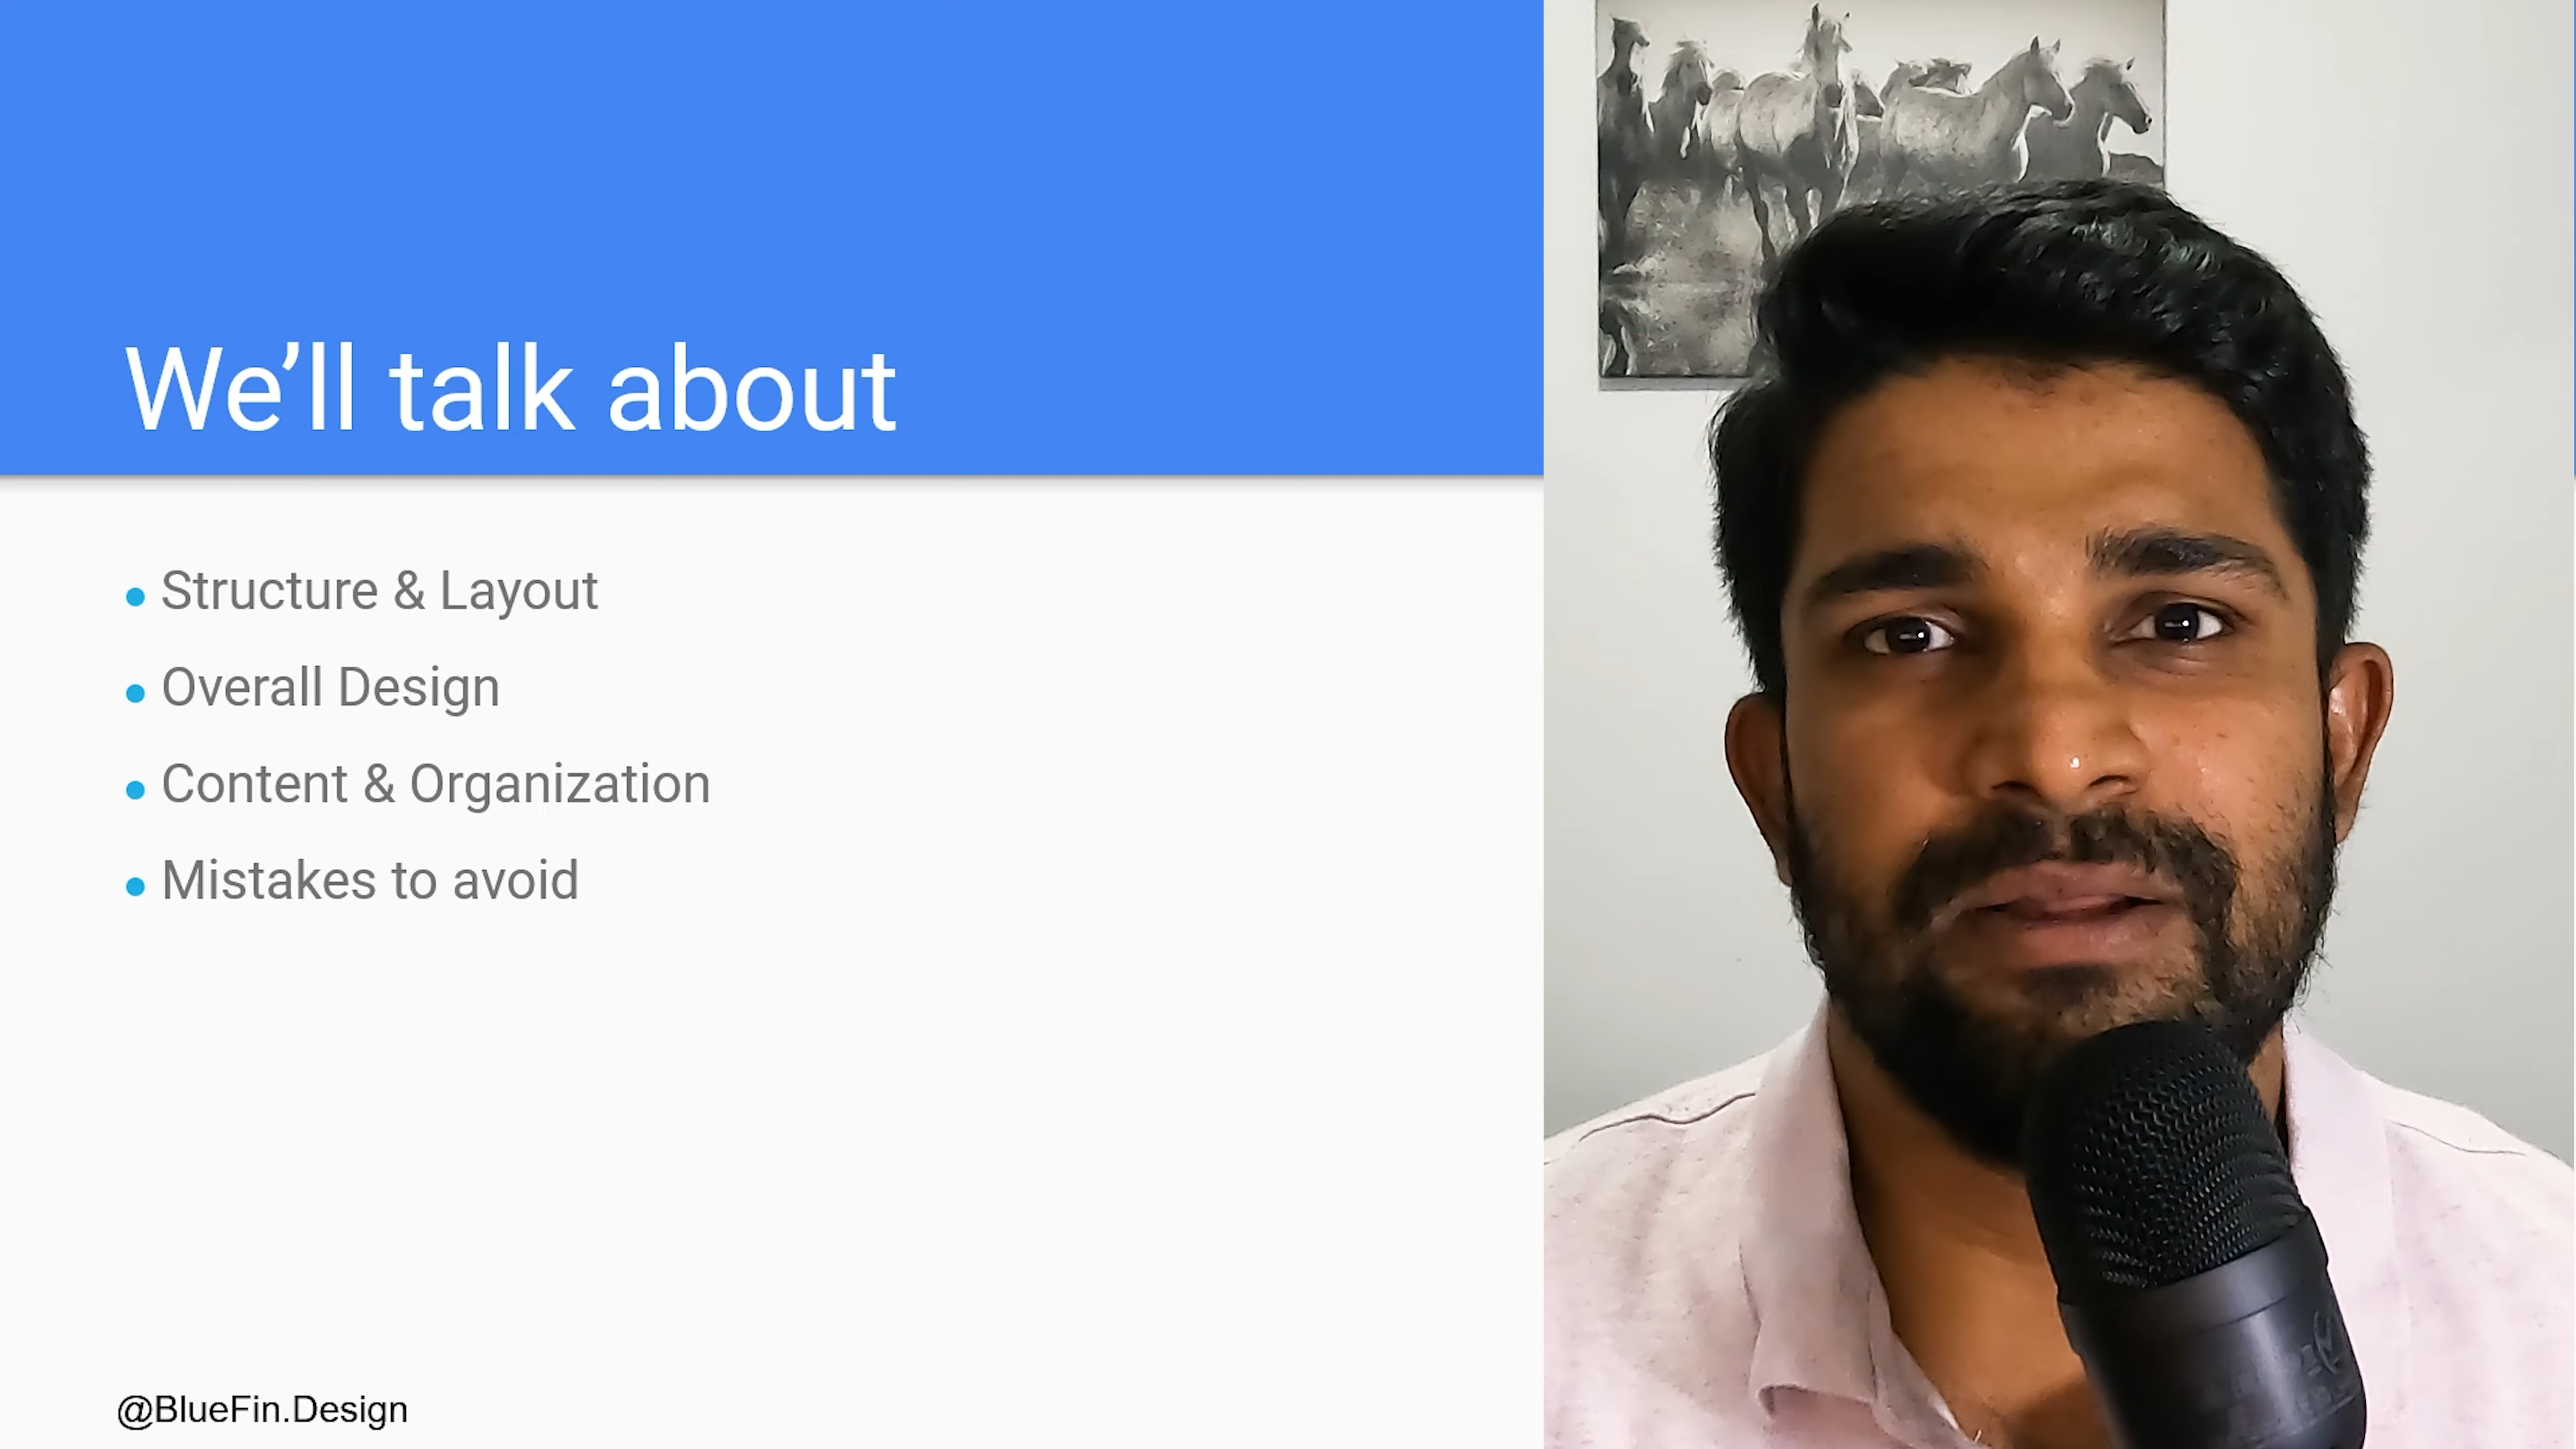 We’ll talk about
Structure & Layout
Overall Design
Content & Organization
Mistakes to avoid
@BlueFin.Design